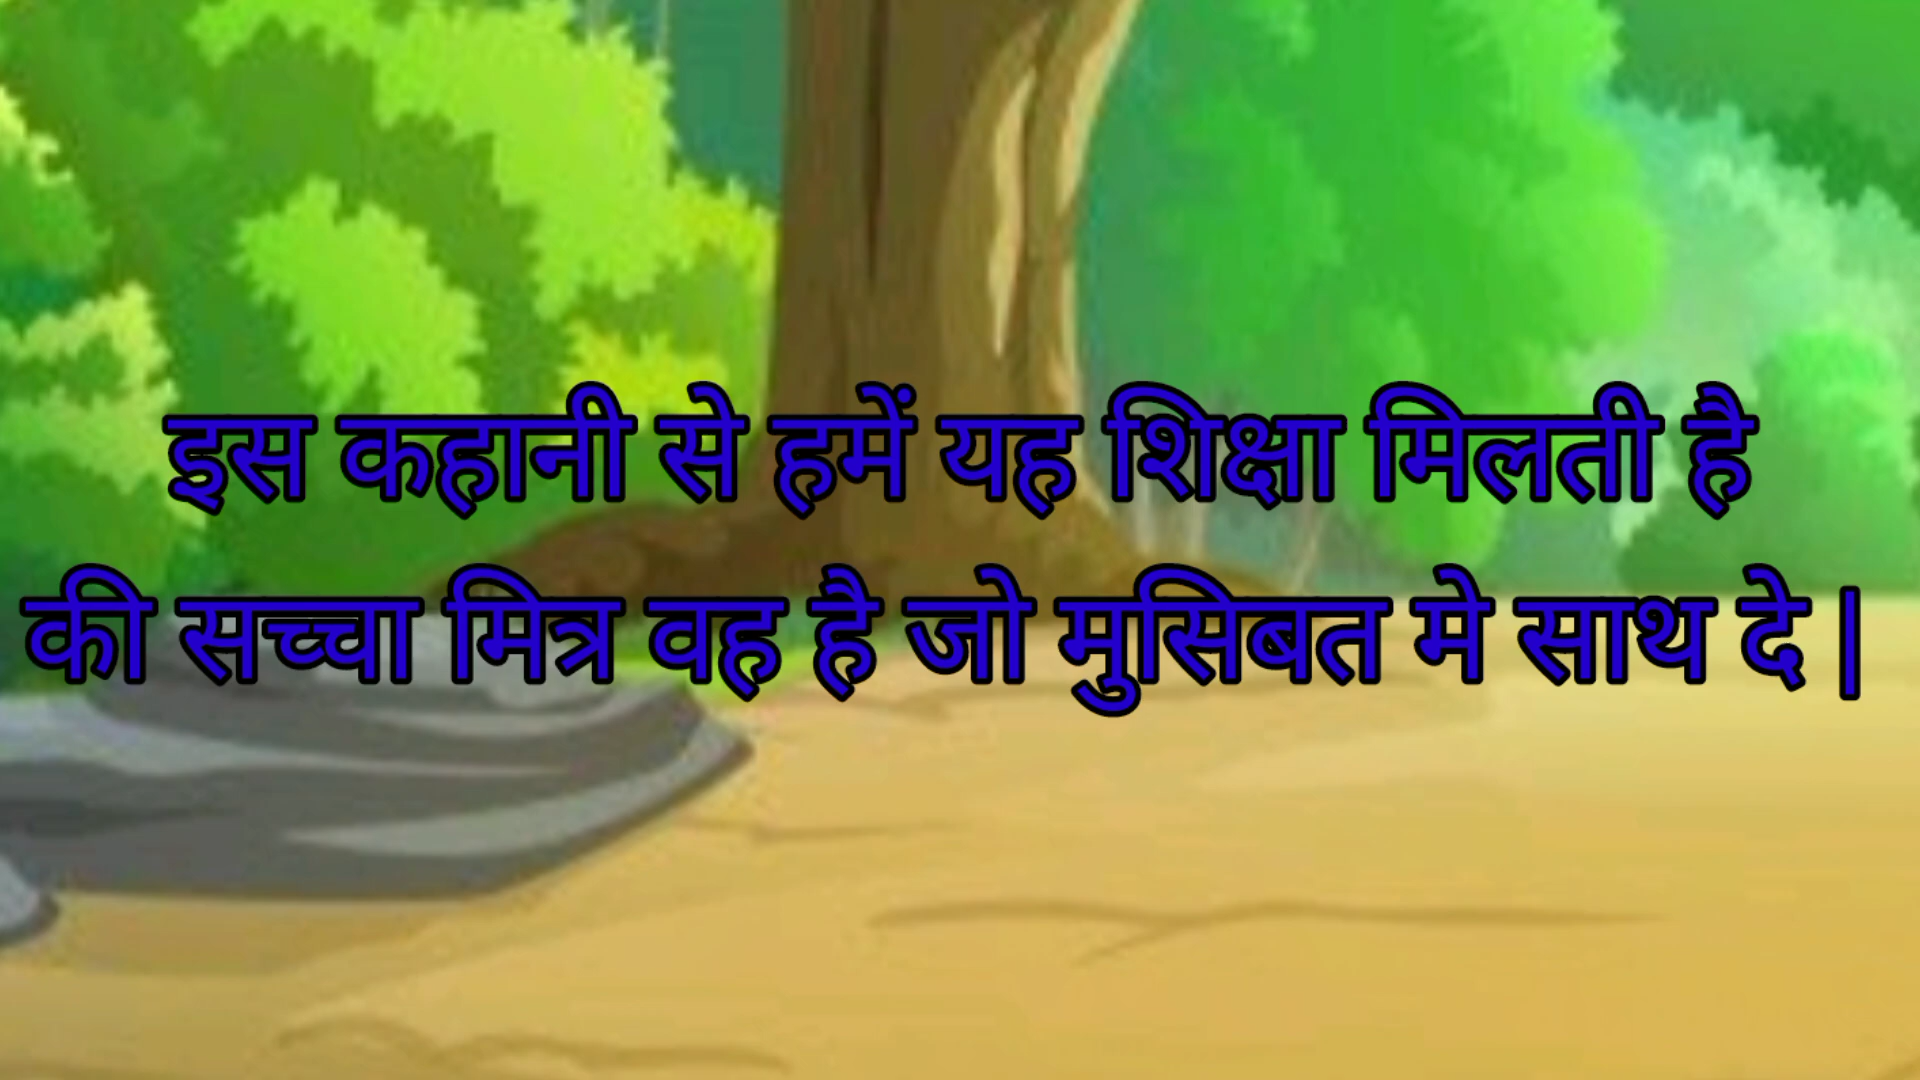 इस कहानी से हमें यह शिक्षा मिलती है
की सच्चा मित्र वह है जो मुसिबत मे साथ दे |